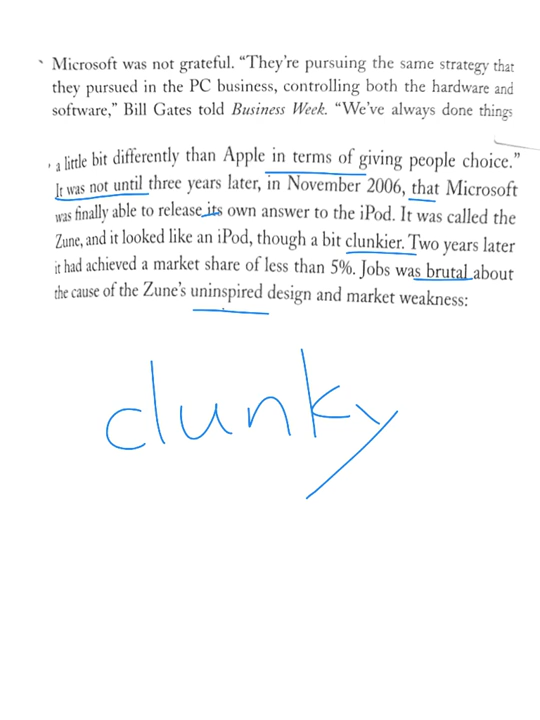 Microsoft was not grateful. “They’re pursuing the same strategy that
they pursued in the PC business, controlling both the hardware and
software,” Bill Gates told Business Week. “We’ve always done things
a little bit differently than Apple in terms of giving people choice.”
It was not until three years later, in November 2006, that Microsoft
was finally able to release its own answer to the iPod. It was called the
Zune, and it looked like an iPod, though a bit clunkier. Two years later
it had achieved a market share of less than 5%. Jobs was brutal about
the cause of the Zune’s uninspired design and market weakness:
clunky